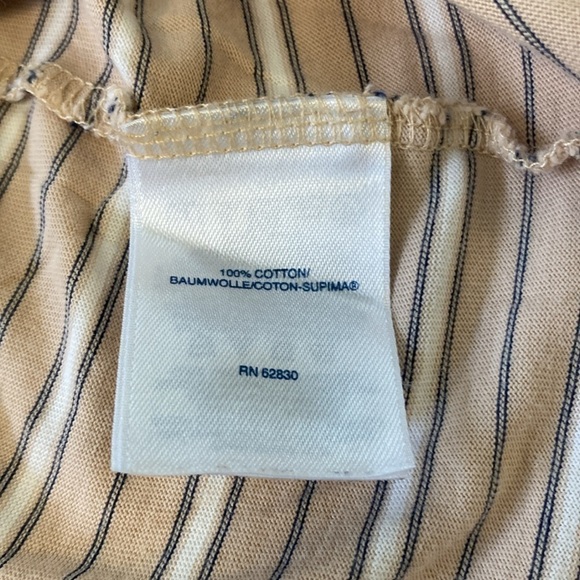 100% COTTON/
BAUMWOLLE/COTON-SUPIMA®
RN 62830